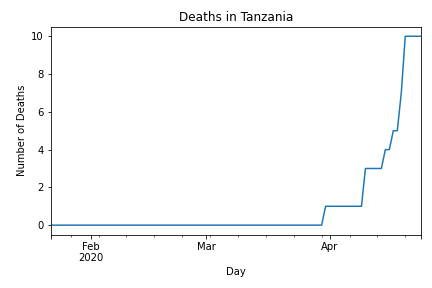 Deaths in Tanzania
10
8
6
4
2
0
Number of Deaths
Feb
2020
Mar
Apr
Day